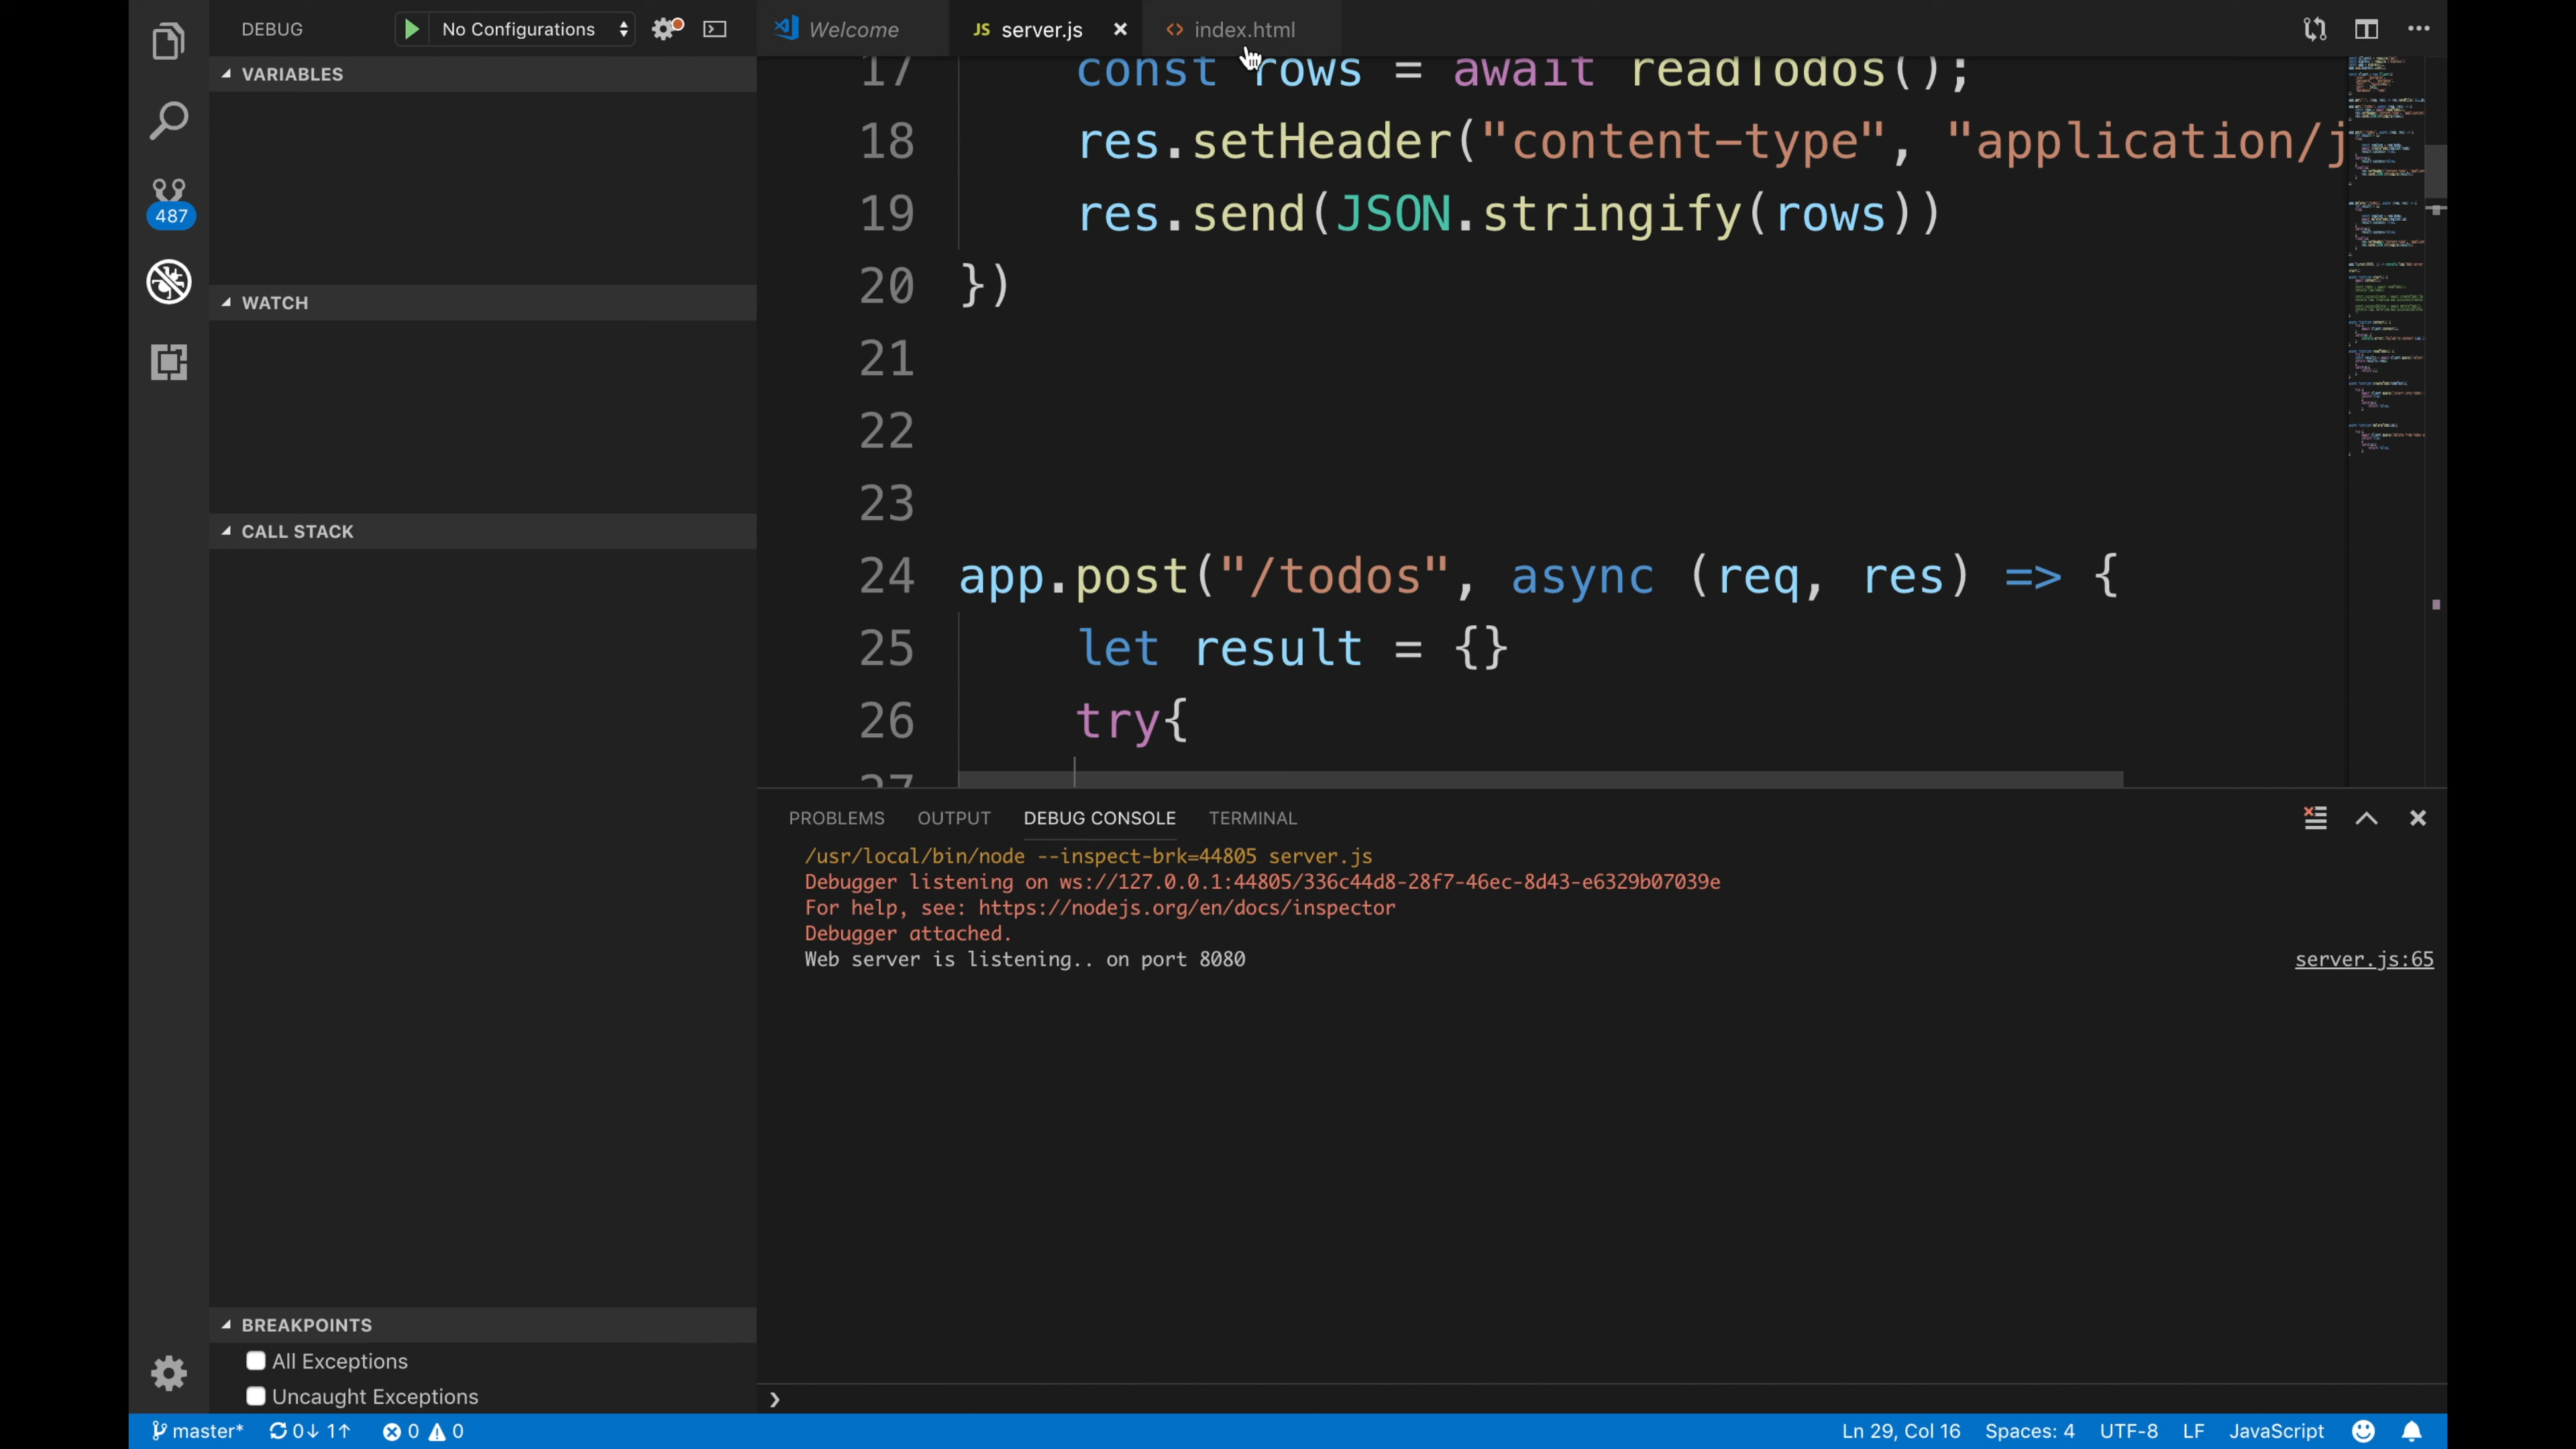 DEBUG
No Configurations
Welcome
JS server.js
<> index.html
VARIABLES
WATCH
CALL STACK
BREAKPOINTS
All Exceptions
Uncaught Exceptions
487
17 const rows = await readTodos();
18 res.setHeader("content-type", "application/j
19 res.send(JSON.stringify(rows))
20 })
21
22
23
24 app.post("/todos", async (req, res) => {
25 let result = {}
26 try{
27
PROBLEMS OUTPUT DEBUG CONSOLE TERMINAL
/usr/local/bin/node --inspect-brk=44805 server.js
Debugger listening on ws://127.0.0.1:44805/336c44d8-28f7-46ec-8d43-e6329b07039e
For help, see: https://nodejs.org/en/docs/inspector
Debugger attached.
Web server is listening.. on port 8080 server.js:65
master* 0↓ 1↑ 0 0 Ln 29, Col 16 Spaces: 4 UTF-8 LF JavaScript